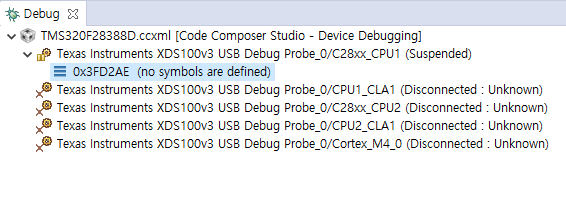 Debug
TMS320F28388D.ccxml [Code Composer Studio - Device Debugging]
Texas Instruments XDS100v3 USB Debug Probe_0/C28xx_CPU1 (Suspended)
0x3FD2AE (no symbols are defined)
Texas Instruments XDS100v3 USB Debug Probe_0/CPU1_CLA1 (Disconnected : Unknown)
Texas Instruments XDS100v3 USB Debug Probe_0/C28xx_CPU2 (Disconnected : Unknown)
Texas Instruments XDS100v3 USB Debug Probe_0/CPU2_CLA1 (Disconnected : Unknown)
Texas Instruments XDS100v3 USB Debug Probe_0/Cortex_M4_0 (Disconnected : Unknown)